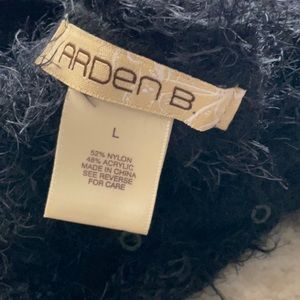 ARDEN B
L
52% NYLON
48% ACRYLIC
MADE IN CHINA
SEE REVERSE
FOR CARE